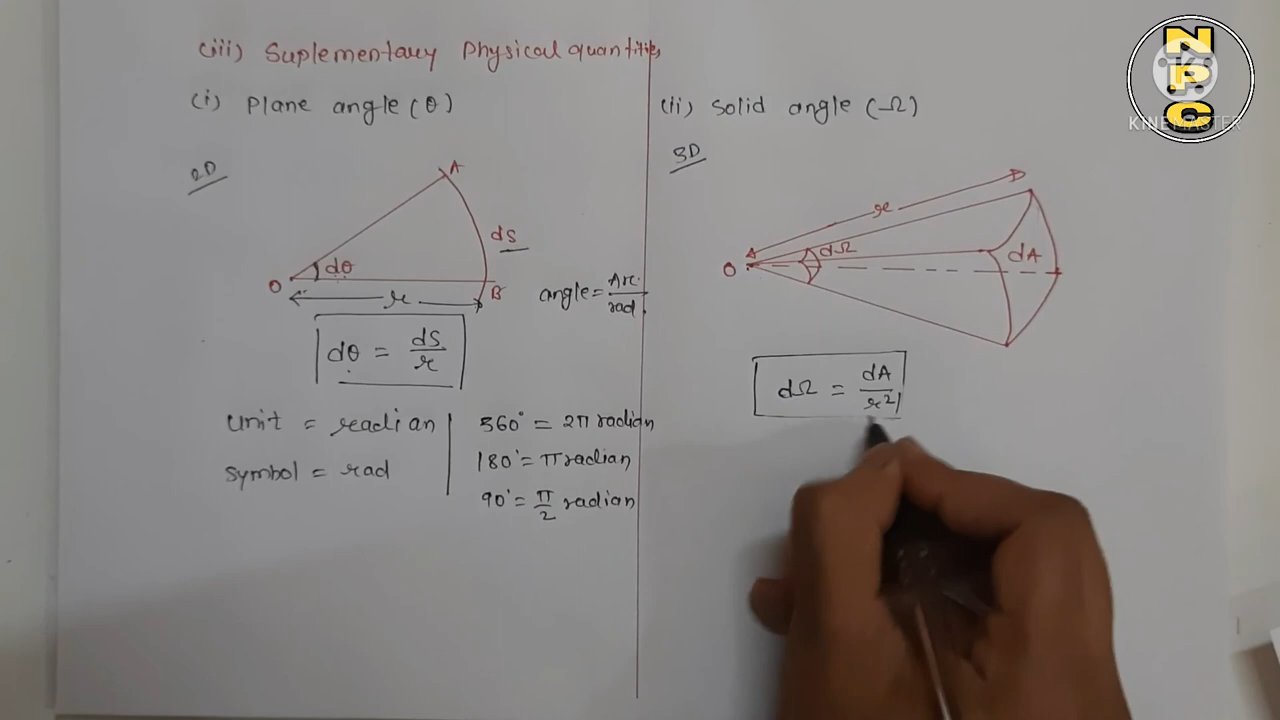 (iii) Suplementary Physical quantities
(i) Plane angle (θ)
2D
A
ds
dθ
O
B
r
angle = Arc / rad.
dθ = ds / r
unit = readian
symbol = rad
360° = 2π radian
180° = π radian
90° = π/2 radian
(ii) Solid angle (Ω)
3D
r
dΩ
dA
O
dΩ = dA / r²
NPC
KINEMASTER